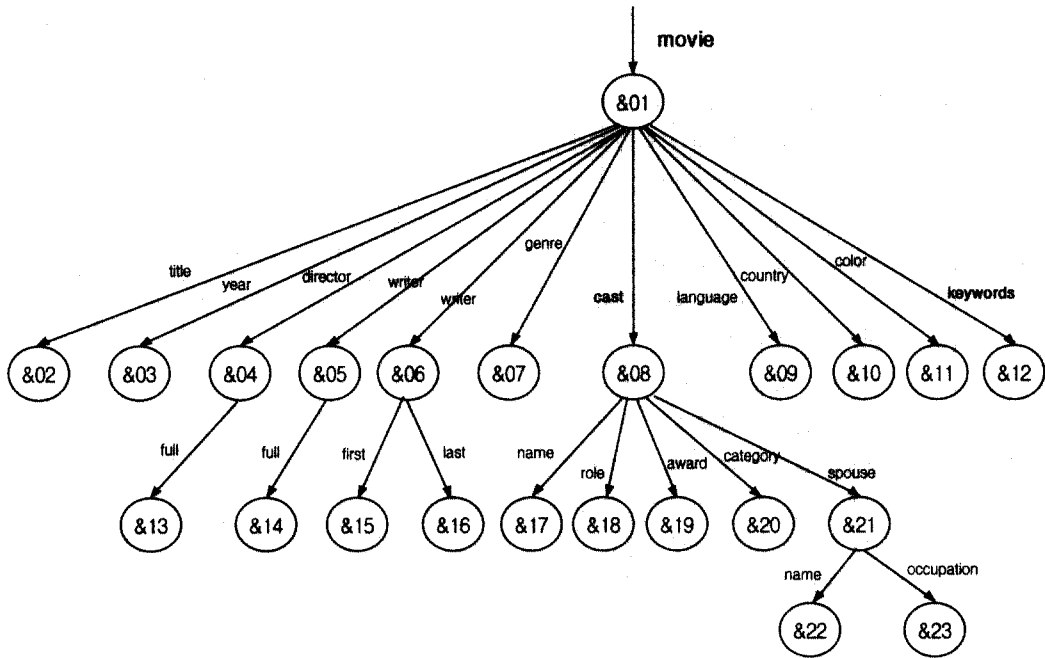 movie
&01
genre
color
title
country
director
year
writer
writer
cast
language
keywords
&02 &03 &04 &05 &06 &07 &08 &09 &10 &11 &12
full full first last name role award category spouse
&13 &14 &15 &16 &17 &18 &19 &20 &21
name occupation
&22 &23